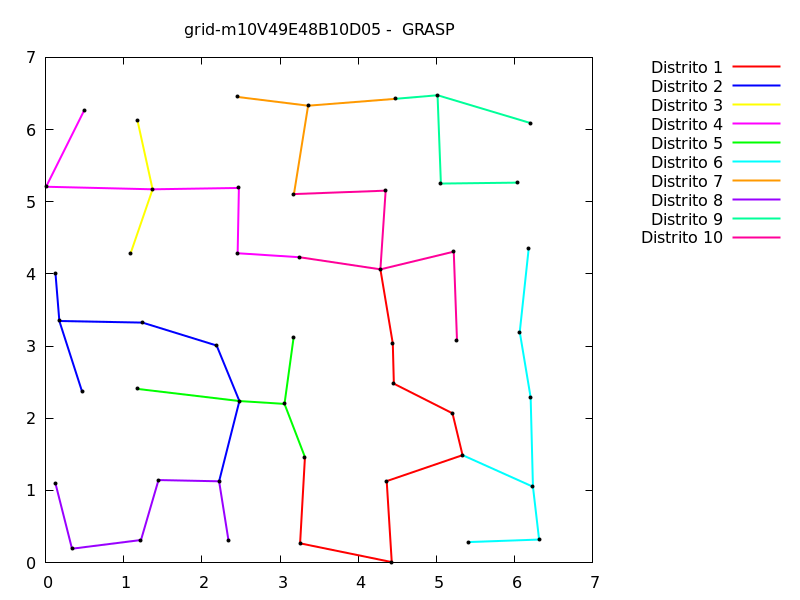 grid-m10V49E48B10D05 - GRASP
Distrito 1
Distrito 2
Distrito 3
Distrito 4
Distrito 5
Distrito 6
Distrito 7
Distrito 8
Distrito 9
Distrito 10
7
6
5
4
3
2
1
0
0 1 2 3 4 5 6 7